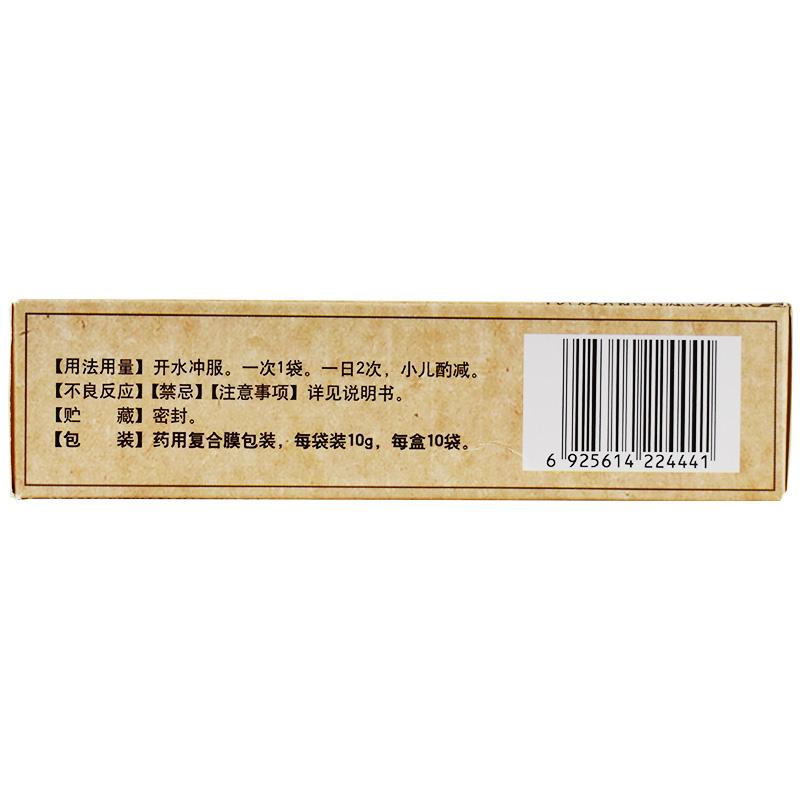 【用法用量】开水冲服。一次1袋。一日2次，小儿酌减。
【不良反应】【禁忌】【注意事项】详见说明书。
【贮 藏】密封。
【包 装】药用复合膜包装，每袋装10g，每盒10袋。
6 925614 224441